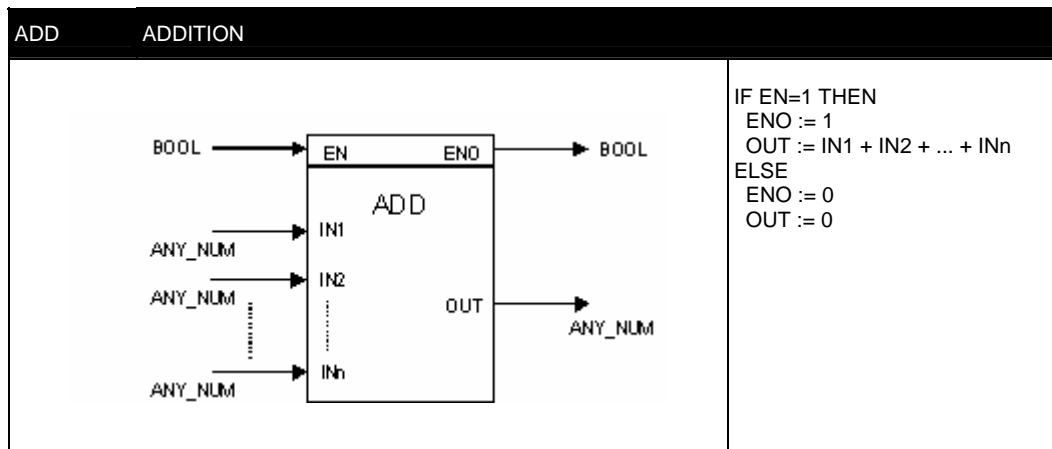 ADD ADDITION
BOOL EN ENO BOOL
ADD
IN1
ANY_NUM
IN2
ANY_NUM
OUT
ANY_NUM
INn
ANY_NUM
IF EN=1 THEN
ENO := 1
OUT := IN1 + IN2 + ... + INn
ELSE
ENO := 0
OUT := 0